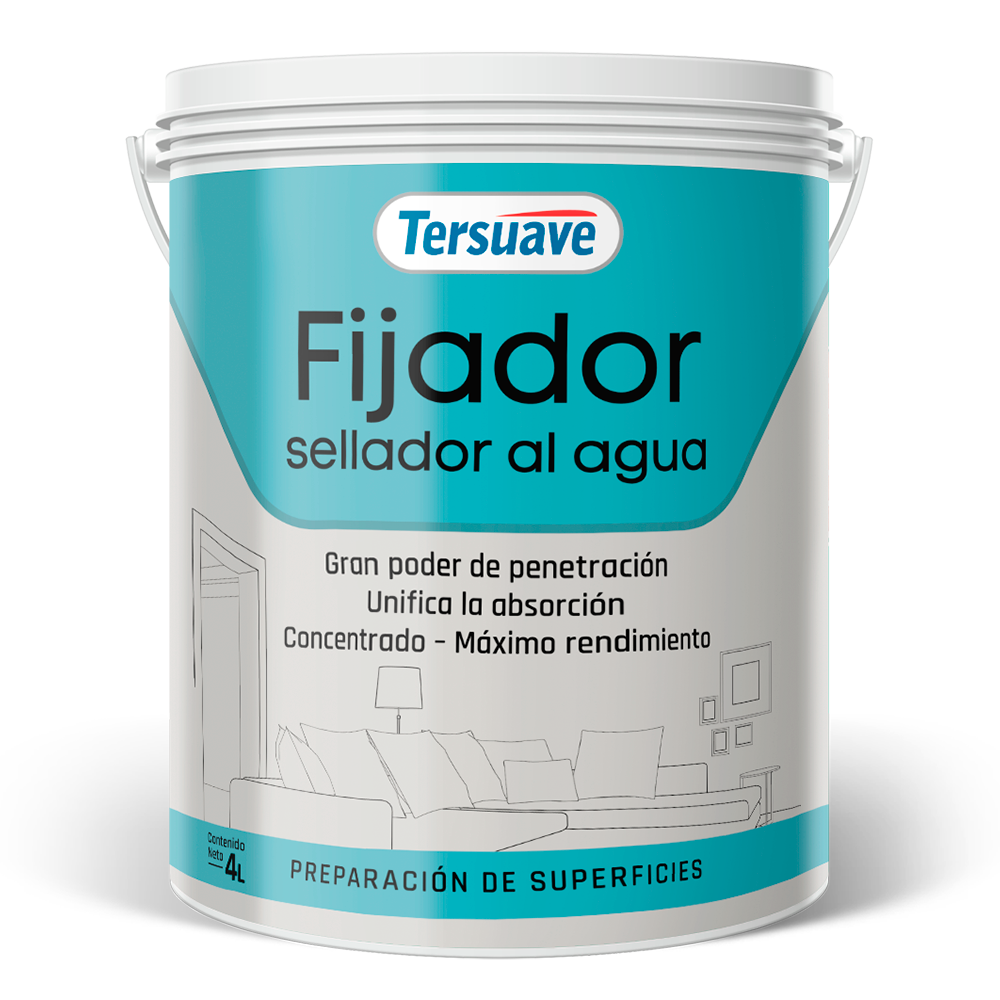 Tersuave
Fijador
sellador al agua
Gran poder de penetración
Unifica la absorción
Concentrado - Máximo rendimiento
Contenido
Neto
4L
PREPARACIÓN DE SUPERFICIES